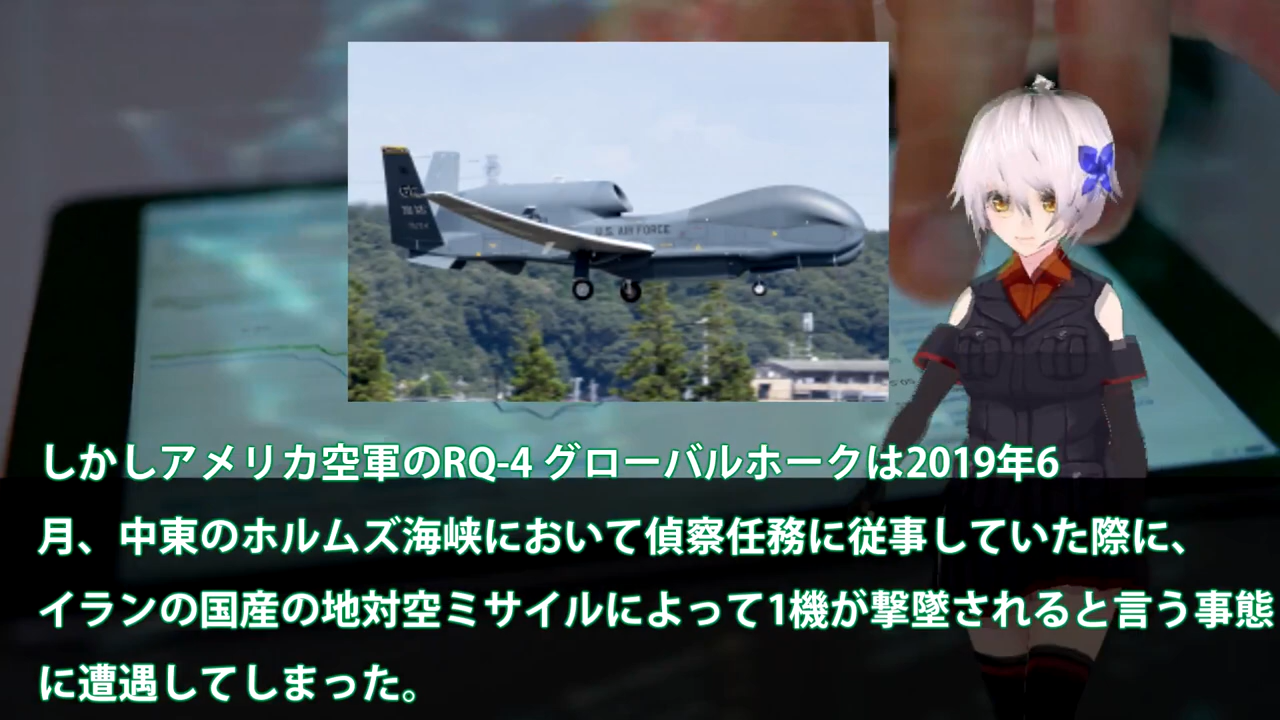 U.S. AIR FORCE
しかしアメリカ空軍のRQ-4 グローバルホークは2019年6
月、中東のホルムズ海峡において偵察任務に従事していた際に、
イランの国産の地対空ミサイルによって1機が撃墜されると言う事態
に遭遇してしまった。